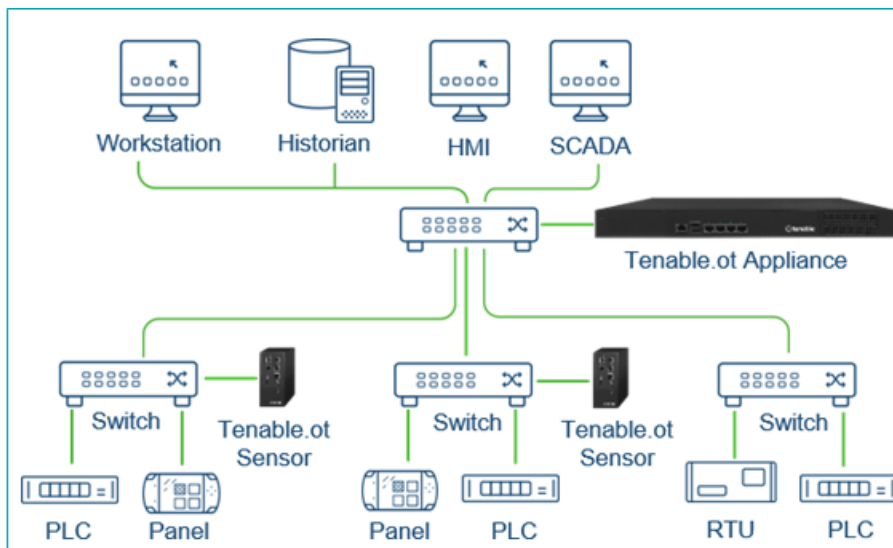 Workstation
Historian
HMI
SCADA
tenable
Tenable.ot Appliance
Switch
Tenable.ot
Sensor
Switch
Tenable.ot
Sensor
Switch
PLC
Panel
Panel
PLC
RTU
PLC